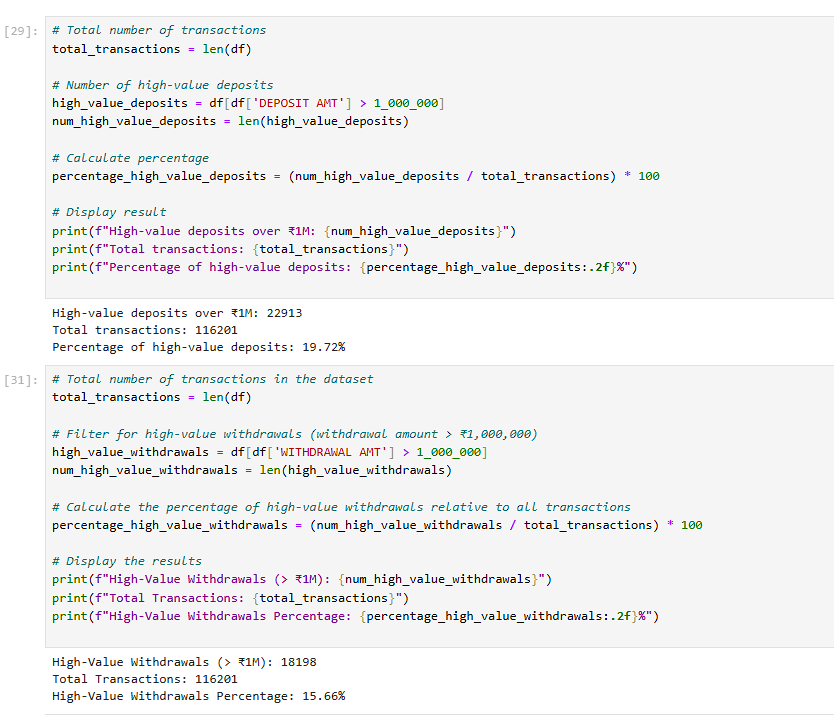 [29]:
# Total number of transactions
total_transactions = len(df)
# Number of high-value deposits
high_value_deposits = df[df['DEPOSIT AMT'] > 1_000_000]
num_high_value_deposits = len(high_value_deposits)
# Calculate percentage
percentage_high_value_deposits = (num_high_value_deposits / total_transactions) * 100
# Display result
print(f"High-value deposits over ₹1M: {num_high_value_deposits}")
print(f"Total transactions: {total_transactions}")
print(f"Percentage of high-value deposits: {percentage_high_value_deposits:.2f}%")
High-value deposits over ₹1M: 22913
Total transactions: 116201
Percentage of high-value deposits: 19.72%
[31]:
# Total number of transactions in the dataset
total_transactions = len(df)
# Filter for high-value withdrawals (withdrawal amount > ₹1,000,000)
high_value_withdrawals = df[df['WITHDRAWAL AMT'] > 1_000_000]
num_high_value_withdrawals = len(high_value_withdrawals)
# Calculate the percentage of high-value withdrawals relative to all transactions
percentage_high_value_withdrawals = (num_high_value_withdrawals / total_transactions) * 100
# Display the results
print(f"High-Value Withdrawals (> ₹1M): {num_high_value_withdrawals}")
print(f"Total Transactions: {total_transactions}")
print(f"High-Value Withdrawals Percentage: {percentage_high_value_withdrawals:.2f}%")
High-Value Withdrawals (> ₹1M): 18198
Total Transactions: 116201
High-Value Withdrawals Percentage: 15.66%